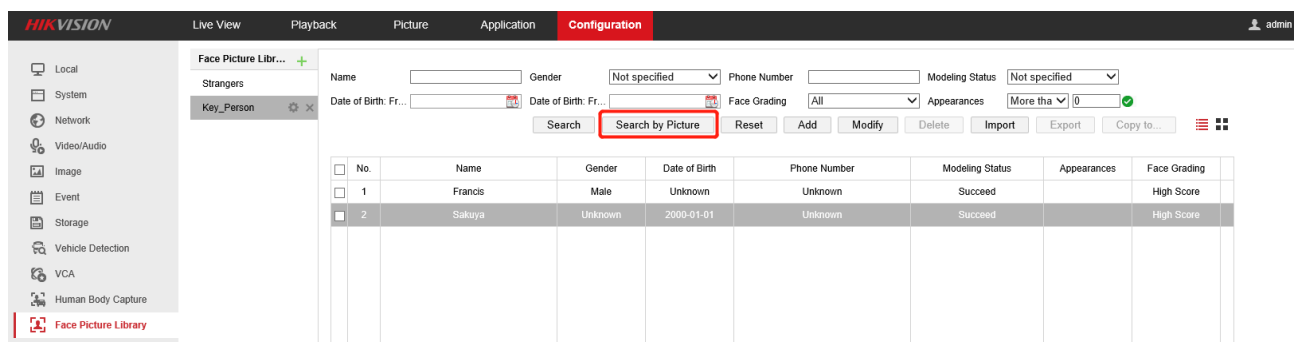 HIKVISION Live View Playback Picture Application Configuration admin
Local
System
Network
Video/Audio
Image
Event
Storage
Vehicle Detection
VCA
Human Body Capture
Face Picture Library
Face Picture Libr... +
Strangers
Key_Person
Name Gender Not specified Phone Number Modeling Status Not specified
Date of Birth: Fr... Date of Birth: Fr... Face Grading All Appearances More tha 0
Search Search by Picture Reset Add Modify Delete Import Export Copy to...
No. Name Gender Date of Birth Phone Number Modeling Status Appearances Face Grading
1 Francis Male Unknown Unknown Succeed High Score
2 Sakuya Unknown 2000-01-01 Unknown Succeed High Score